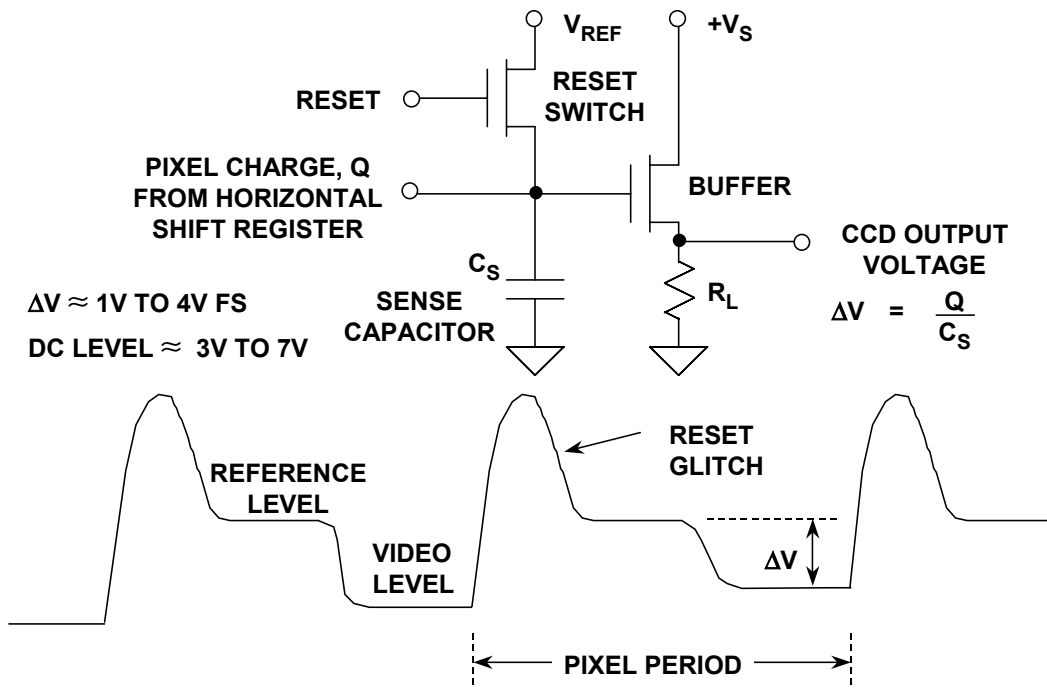 V_REF
+V_S
RESET
RESET
SWITCH
PIXEL CHARGE, Q
FROM HORIZONTAL
SHIFT REGISTER
BUFFER
CCD OUTPUT
VOLTAGE
C_S
SENSE
CAPACITOR
R_L
ΔV = Q / C_S
ΔV ≈ 1V TO 4V FS
DC LEVEL ≈ 3V TO 7V
REFERENCE
LEVEL
RESET
GLITCH
VIDEO
LEVEL
ΔV
PIXEL PERIOD